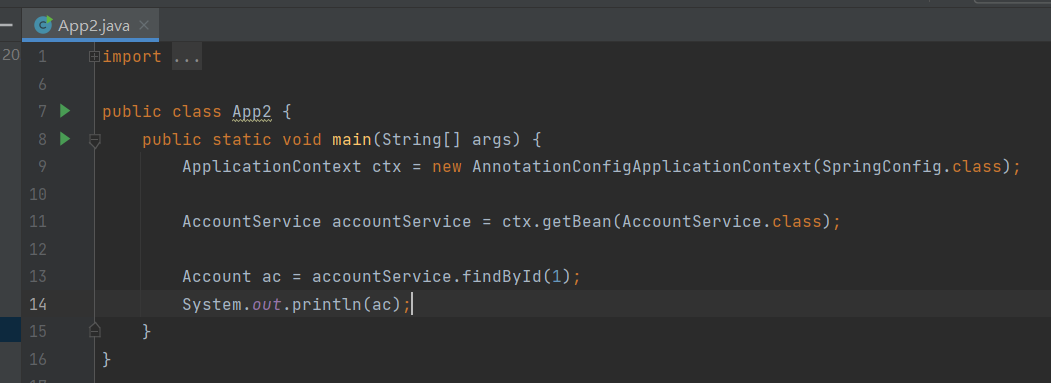 App2.java
20
1 import ...
6
7 public class App2 {
8 public static void main(String[] args) {
9 ApplicationContext ctx = new AnnotationConfigApplicationContext(SpringConfig.class);
10
11 AccountService accountService = ctx.getBean(AccountService.class);
12
13 Account ac = accountService.findById(1);
14 System.out.println(ac);
15 }
16 }